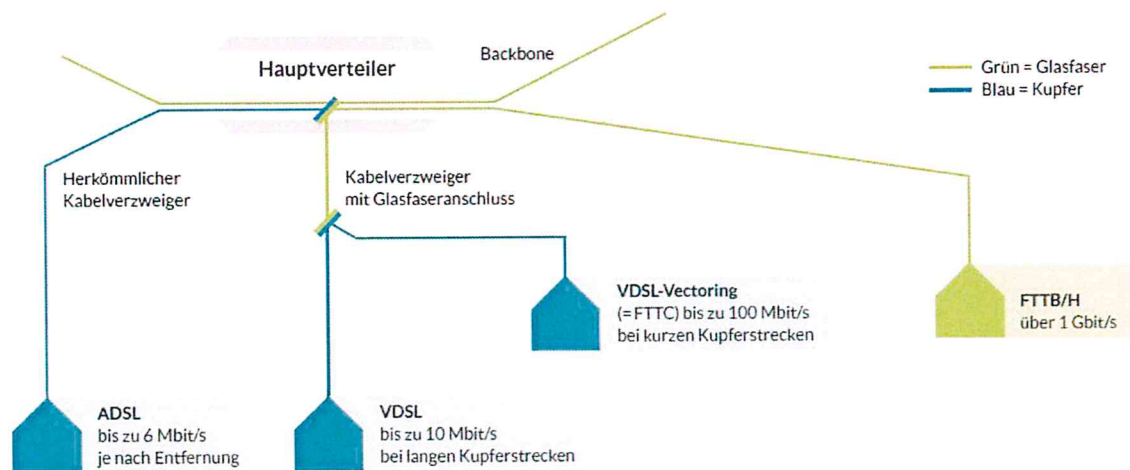 Backbone
Hauptverteiler
Grün = Glasfaser
Blau = Kupfer
Herkömmlicher
Kabelverzweiger
Kabelverzweiger
mit Glasfaseranschluss
VDSL-Vectoring
(= FTTC) bis zu 100 Mbit/s
bei kurzen Kupferstrecken
FTTB/H
über 1 Gbit/s
ADSL
bis zu 6 Mbit/s
je nach Entfernung
VDSL
bis zu 10 Mbit/s
bei langen Kupferstrecken